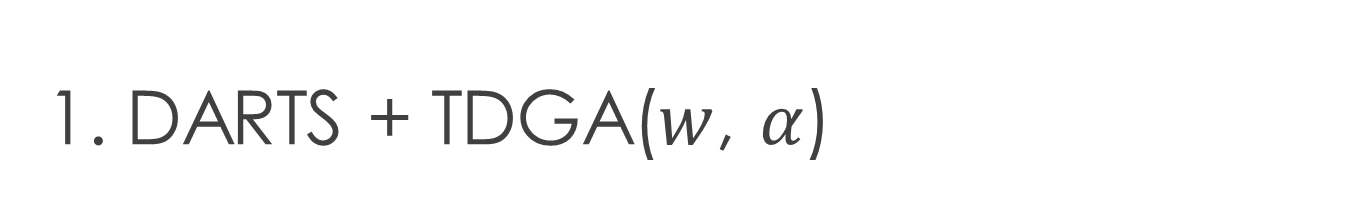 1. DARTS + TDGA(𝑤, 𝛼)